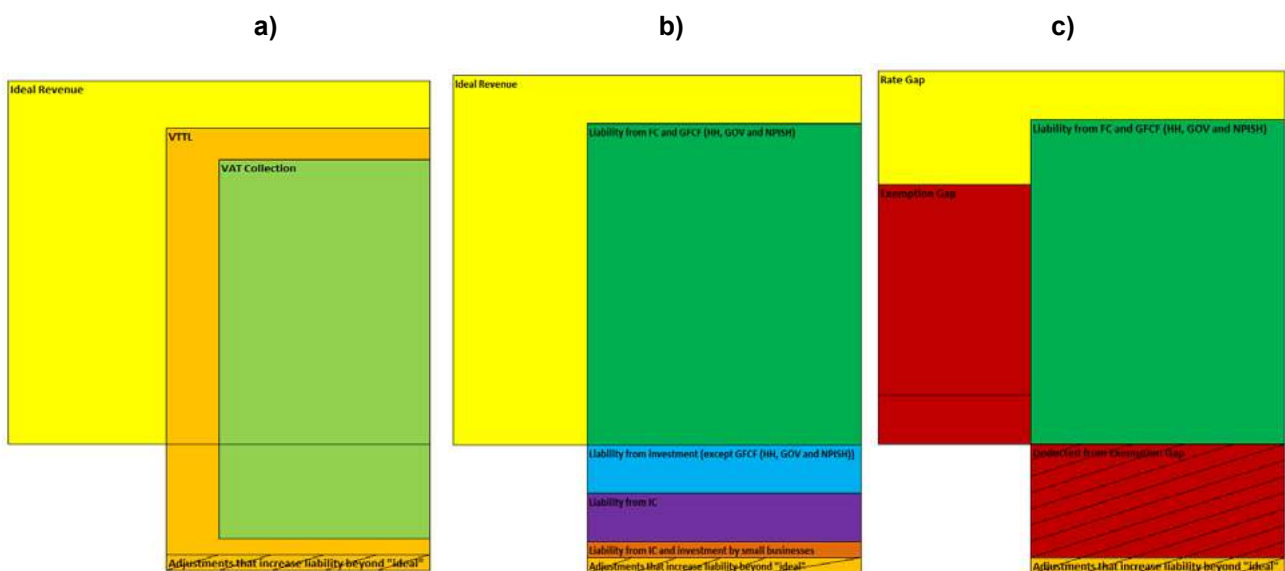 a)
b)
c)
Ideal Revenue
VTTL
VAT Collection
Adjustments that increase liability beyond "ideal"
Ideal Revenue
Liability from FC and GFCF (HH, GOV and NPISH)
Liability from Investment (except GFCF (HH, GOV and NPISH))
Liability from IC
Liability from IC and investment by small businesses
Adjustments that increase liability beyond "ideal"
Rate Gap
Liability from FC and GFCF (HH, GOV and NPISH)
Exemption Gap
Deducted from Exemption Gap
Adjustments that increase liability beyond "ideal"